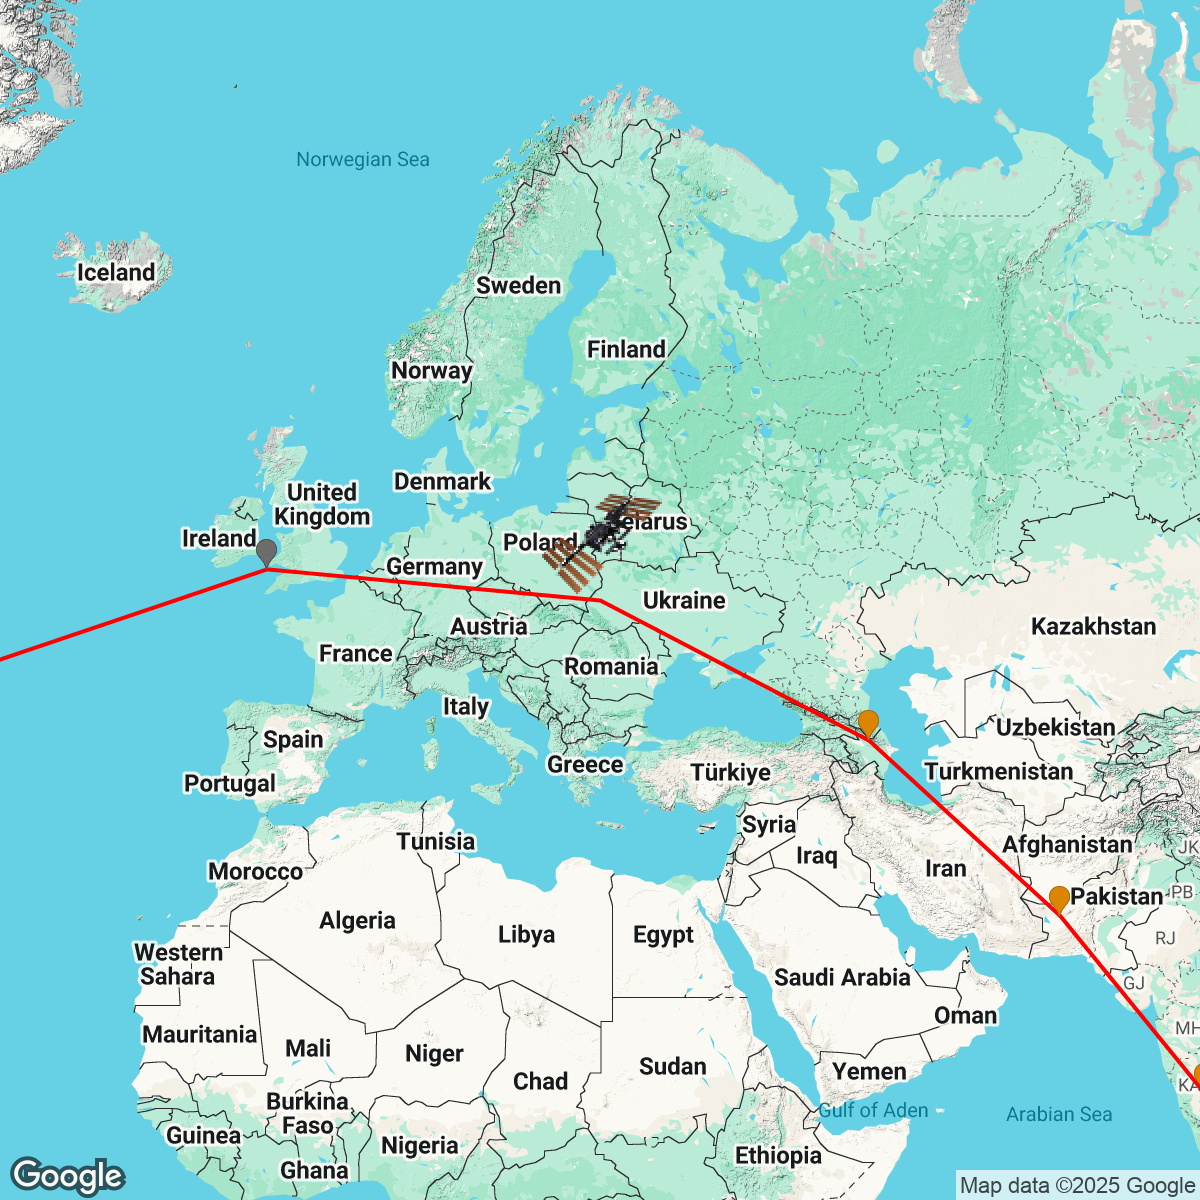 Norwegian Sea
Iceland
Sweden
Finland
Norway
Denmark
United
Kingdom
Ireland
Poland
Belarus
Germany
Ukraine
Austria
Kazakhstan
France
Romania
Italy
Uzbekistan
Spain
Greece
Türkiye
Turkmenistan
Portugal
Syria
Tunisia
Afghanistan
JK
Iraq
Iran
Morocco
PB
Pakistan
Algeria
Libya
Egypt
RJ
Western
Sahara
Saudi Arabia
GJ
Oman
MH
Mauritania
Mali
Niger
Sudan
Yemen
Chad
KA
Burkina
Faso
Gulf of Aden
Arabian Sea
Guinea
Nigeria
Ethiopia
Ghana
Google
Map data ©2025 Google